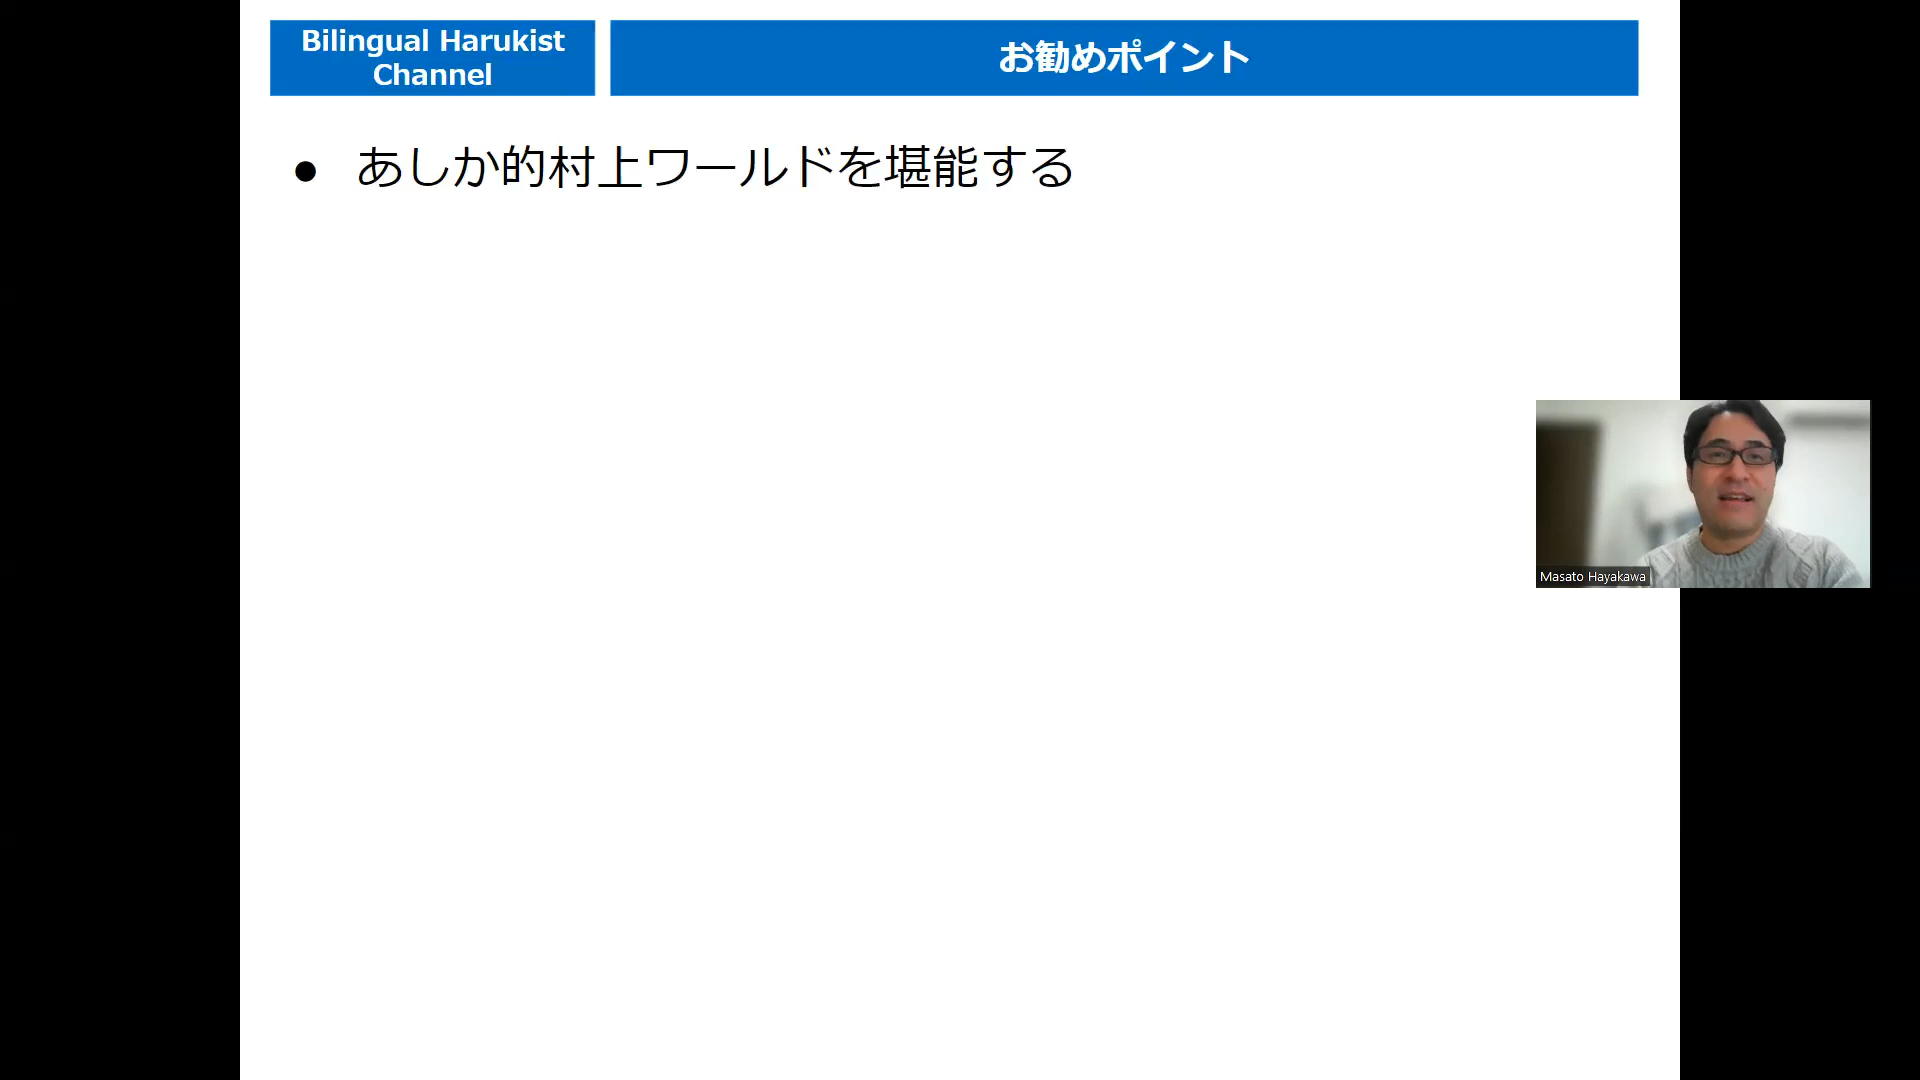 Bilingual Harukist
Channel
お勧めポイント
● あしか的村上ワールドを堪能する
Masato Hayakawa